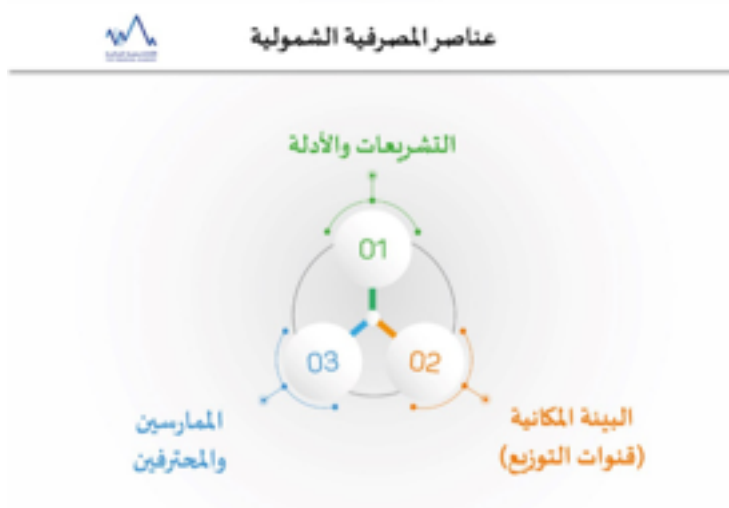 عناصر المصرفية الشمولية
التشريعات والأدلة
01
02
03
البيئة المكانية
(قنوات التوزيع)
الممارسين
والمحترفين